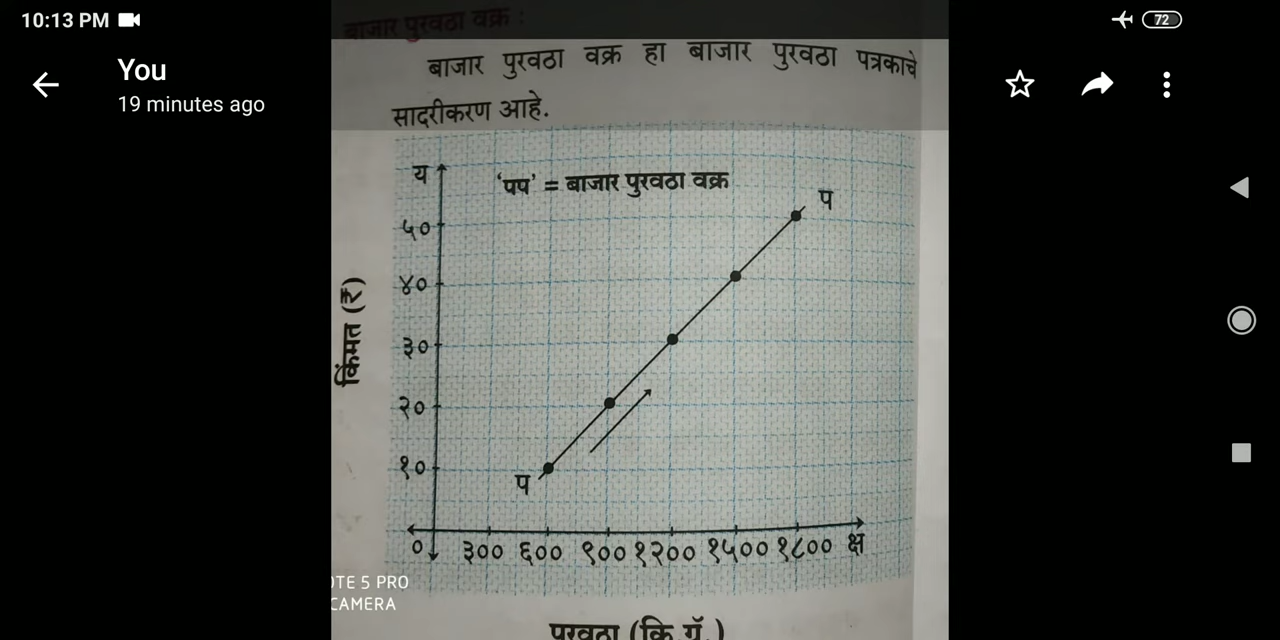 10:13 PM
72
You
19 minutes ago
बाजार पुरवठा वक्र :
बाजार पुरवठा वक्र हा बाजार पुरवठा पत्रकाचे
सादरीकरण आहे.
य
'पप' = बाजार पुरवठा वक्र
प
५०
४०
३०
२०
१०
किंमत (₹)
प
० ३०० ६०० ९०० १२०० १५०० १८०० क्ष
OTE 5 PRO
CAMERA
पुरवठा (कि.ग्रॅ.)